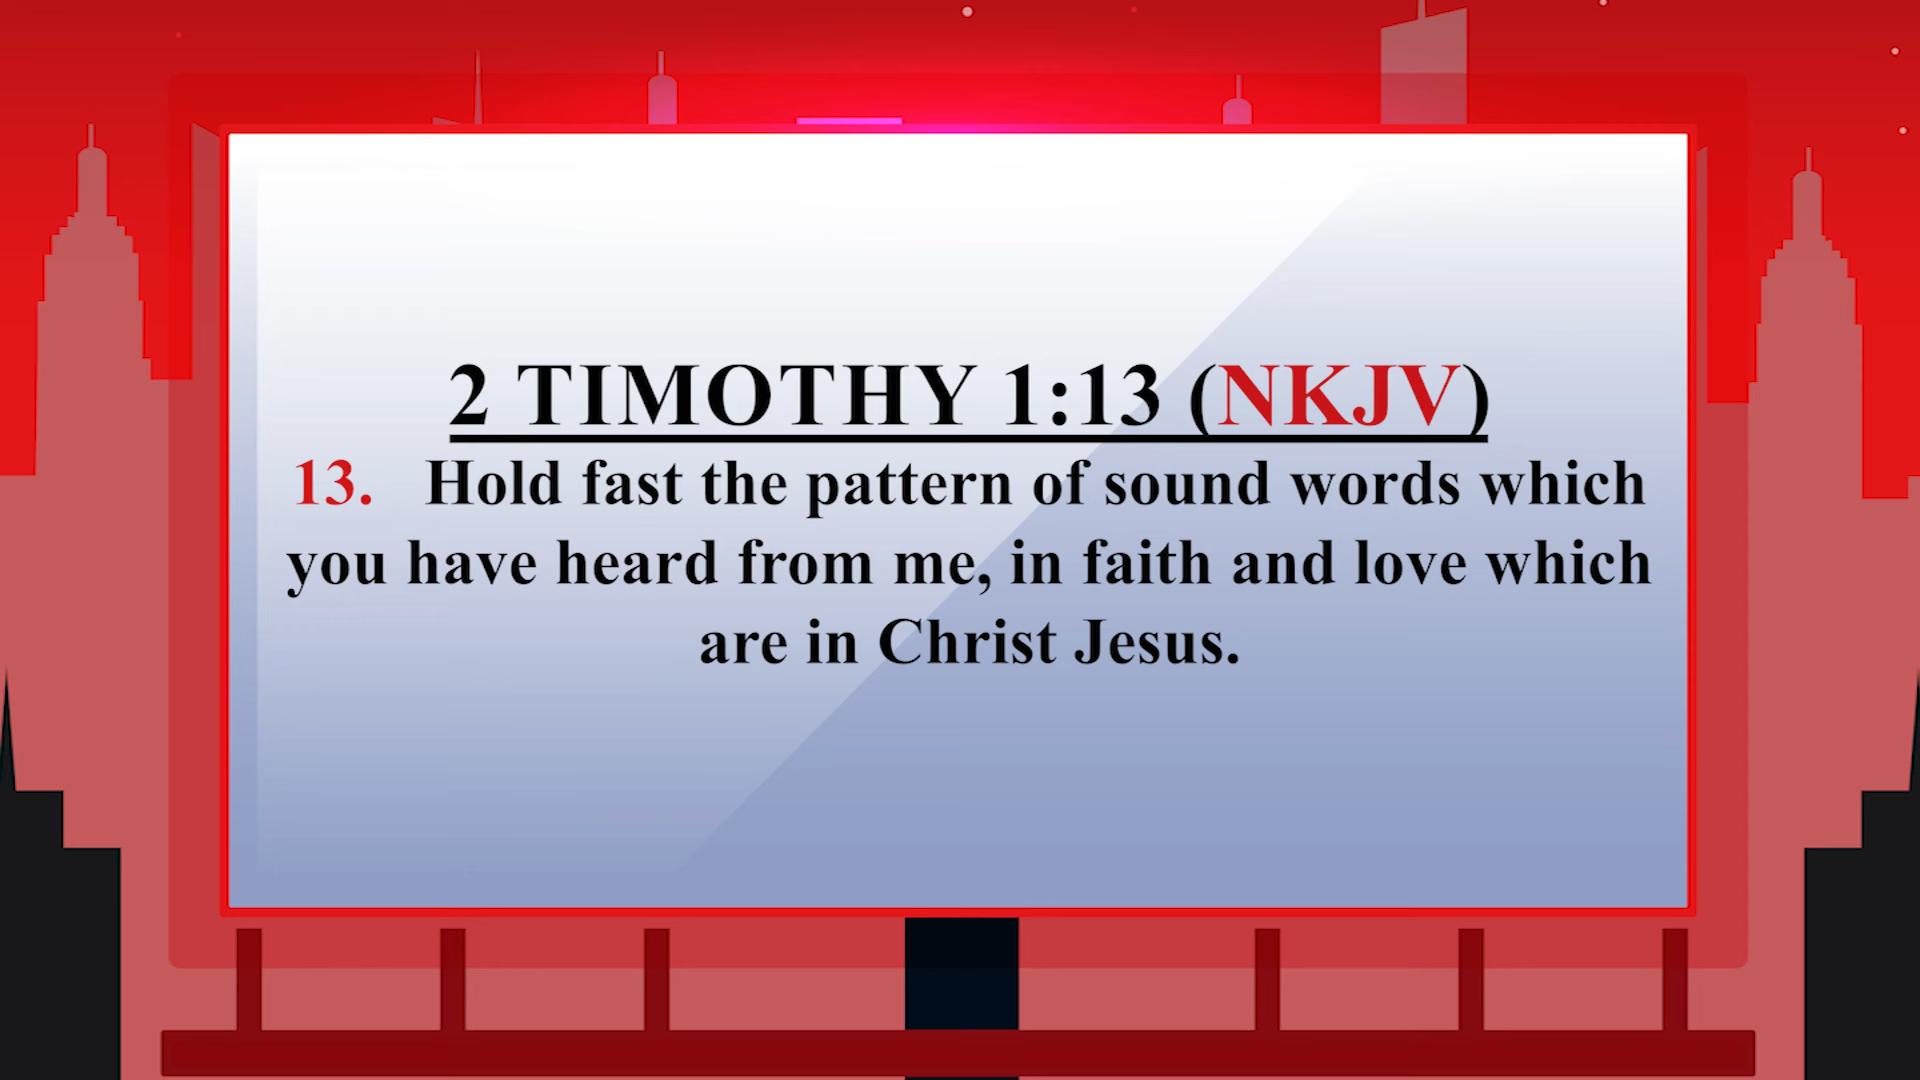 2 TIMOTHY 1:13 (NKJV)
13. Hold fast the pattern of sound words which
you have heard from me, in faith and love which
are in Christ Jesus.